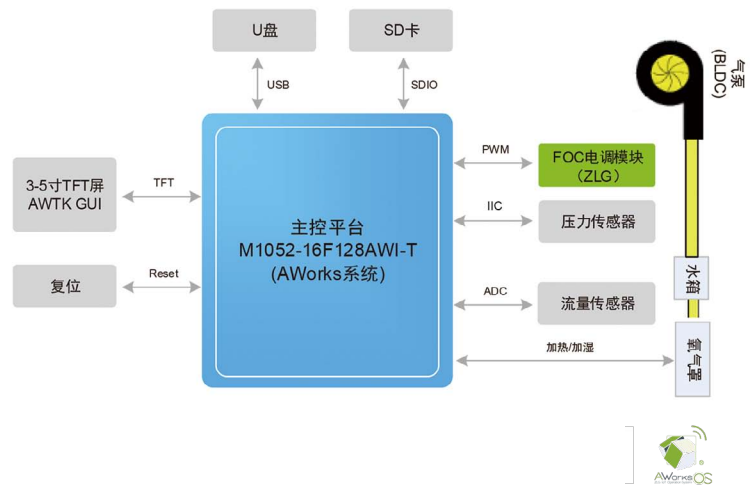 U盘
SD卡
USB
SDIO
气泵
(BLDC)
3-5寸TFT屏
AWTK GUI
TFT
PWM
FOC电调模块
（ZLG）
主控平台
M1052-16F128AWI-T
(AWorks系统)
IIC
压力传感器
复位
Reset
ADC
流量传感器
水箱
加热/加湿
氧气罩
AWorks OS